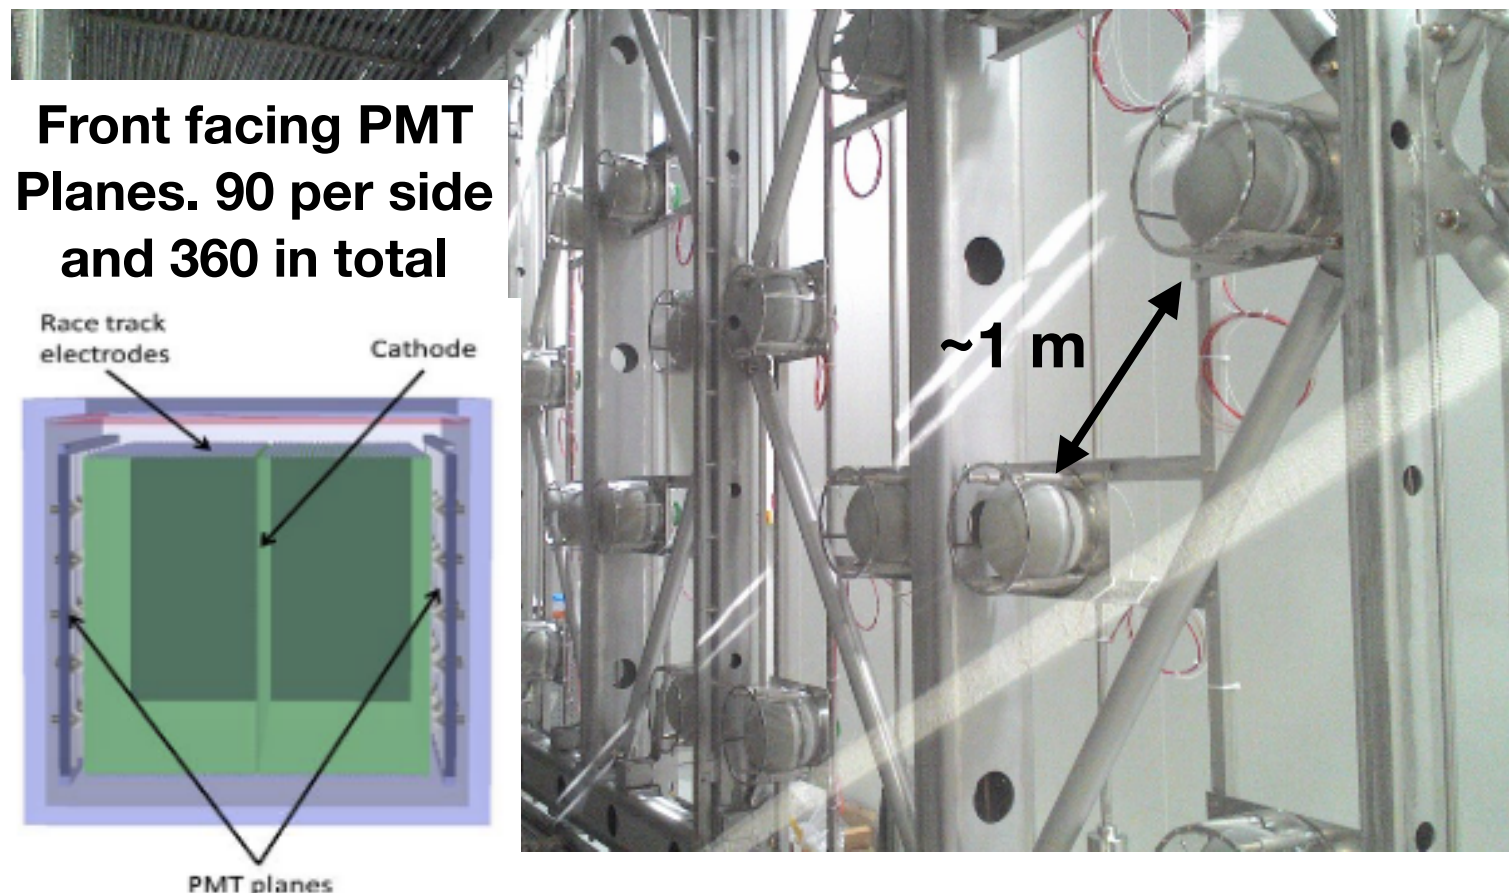 Front facing PMT
Planes. 90 per side
and 360 in total
Race track
electrodes
Cathode
~1 m
PMT planes